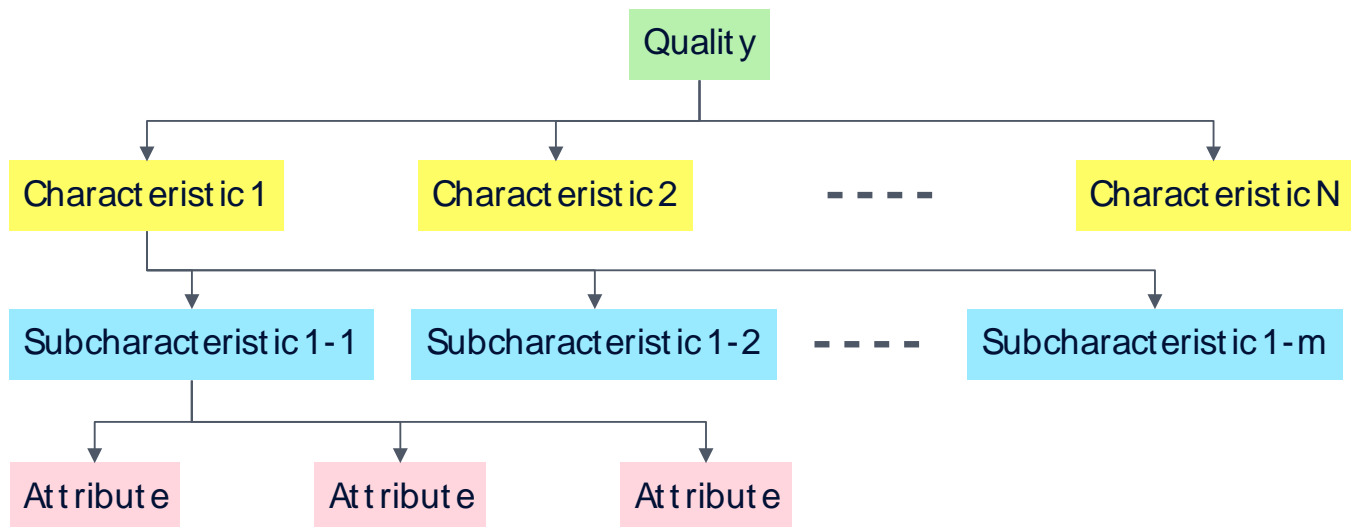 Quality
Characteristic 1
Characteristic 2
Characteristic N
Subcharacteristic 1-1
Subcharacteristic 1-2
Subcharacteristic 1-m
Attribute
Attribute
Attribute